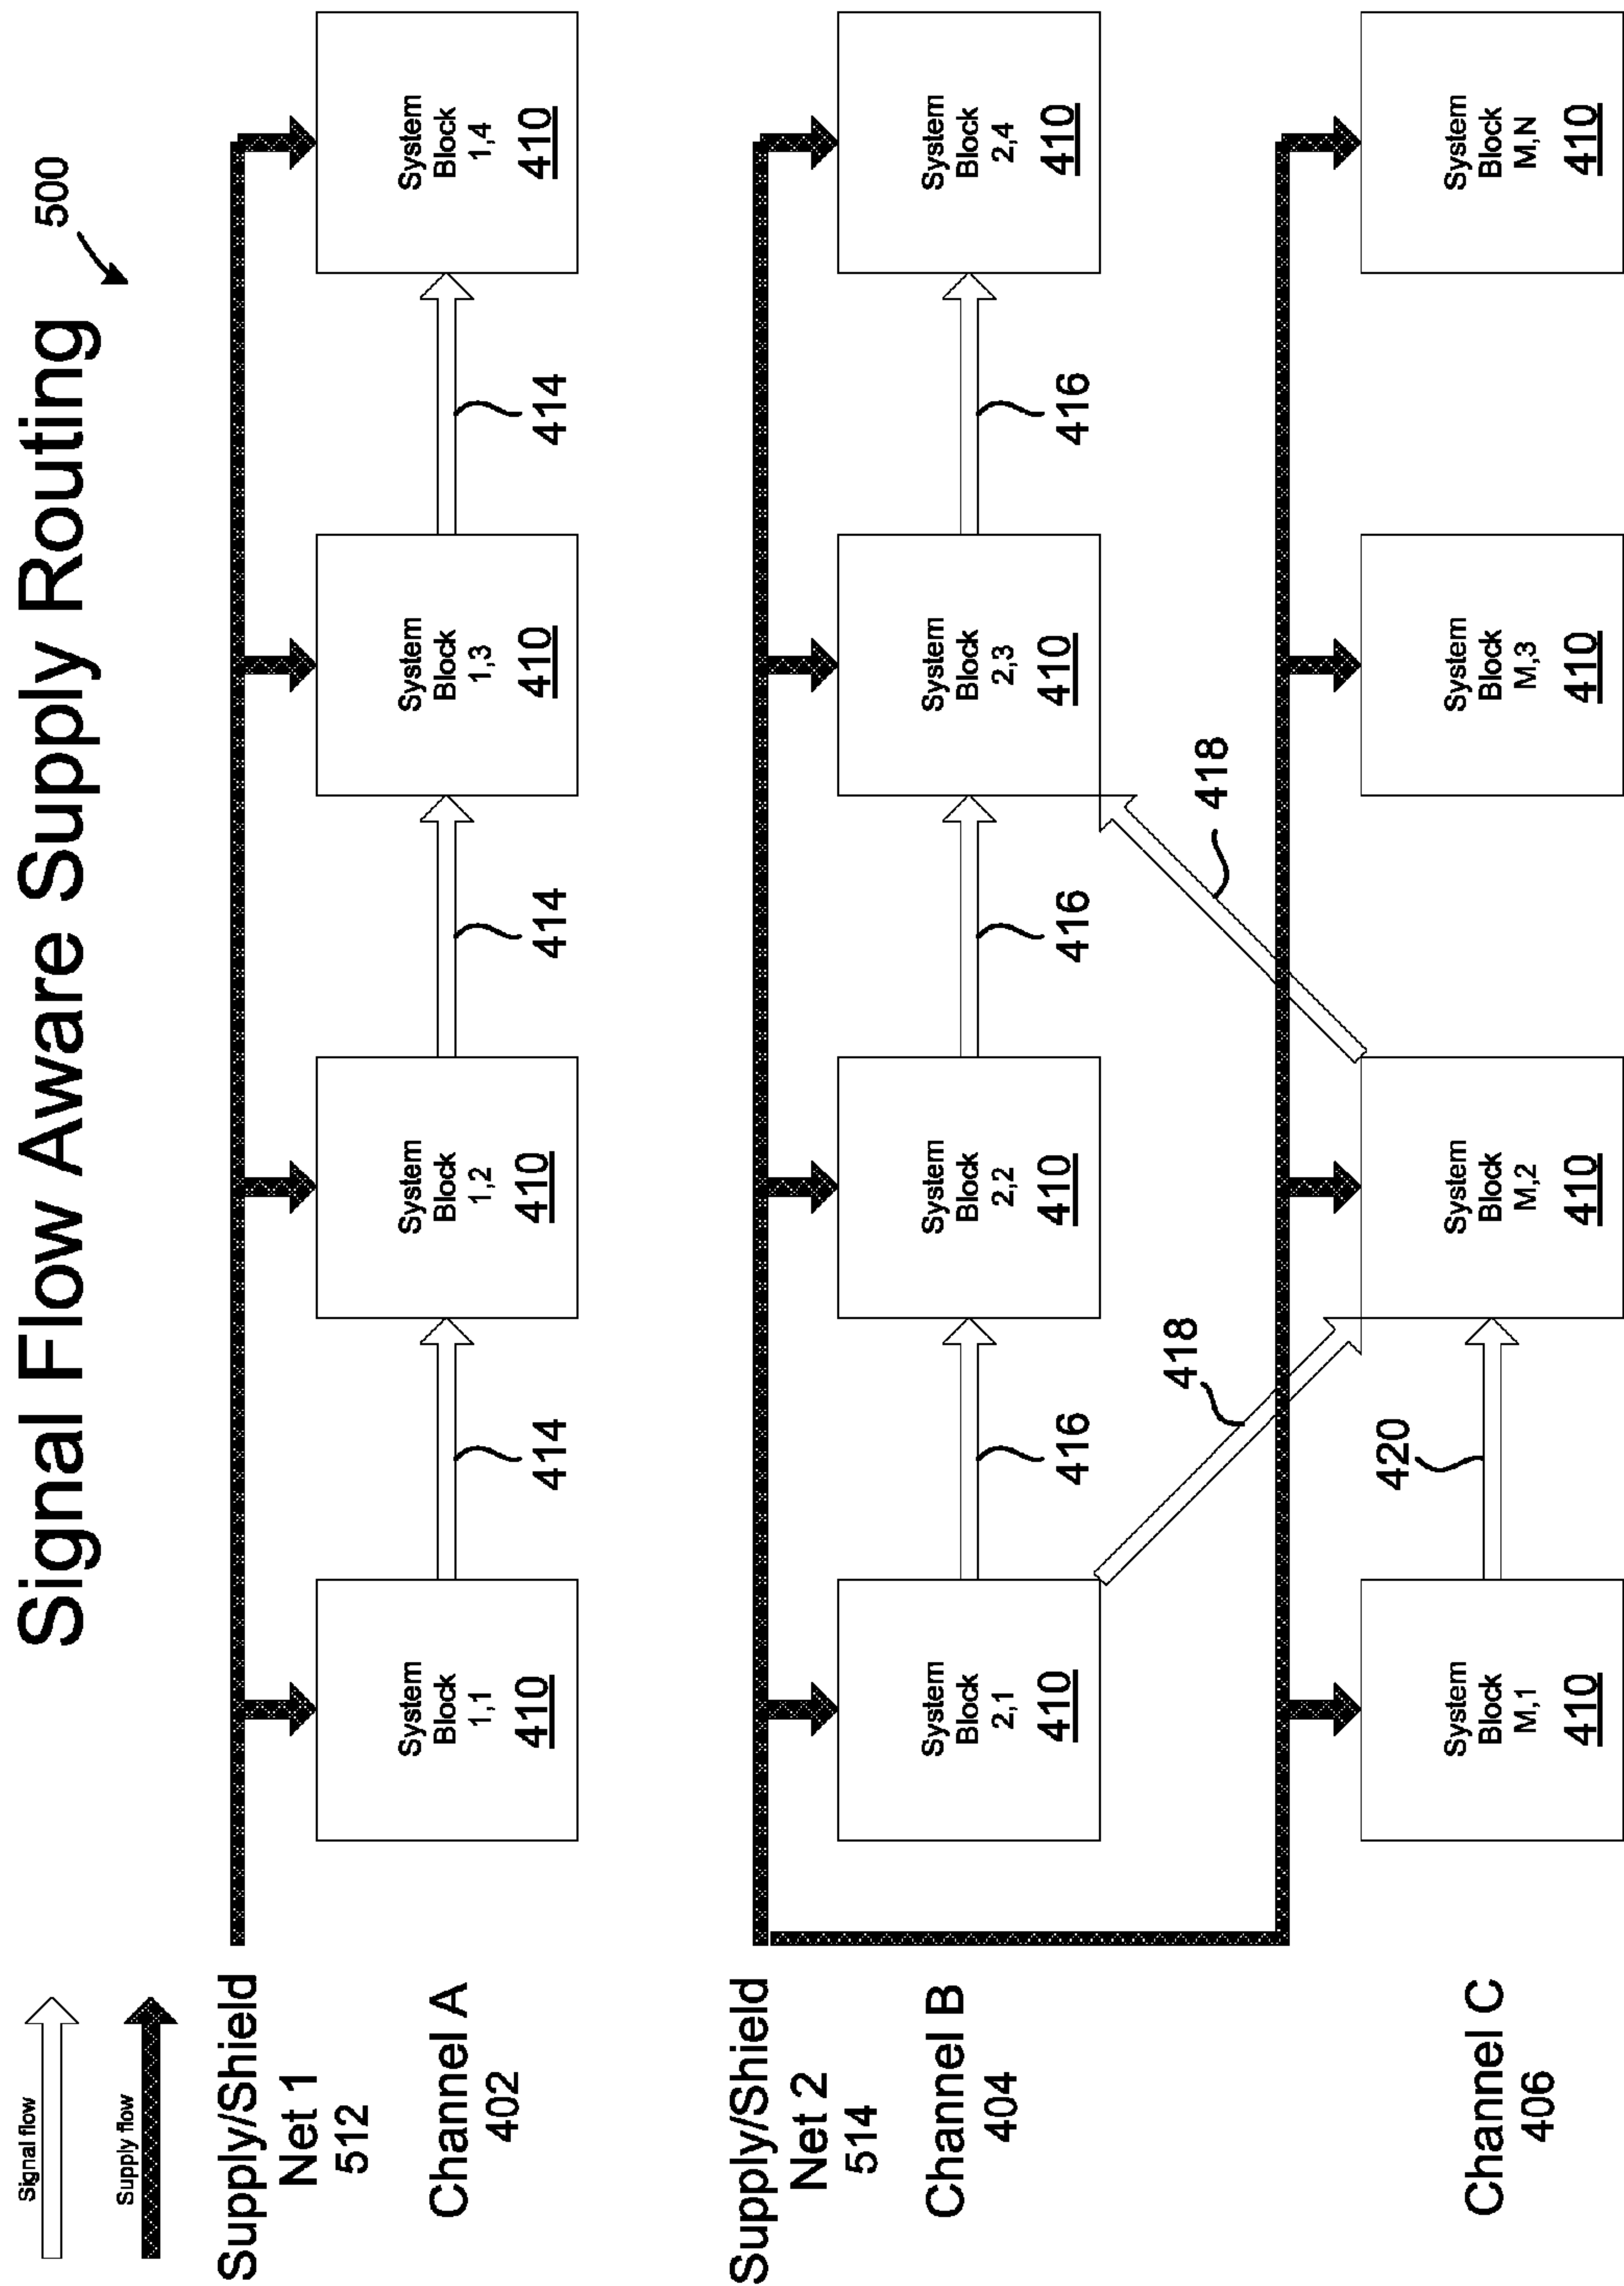 Signal Flow Aware Supply Routing
500
Signal flow
Supply flow
Supply/Shield
Net 1
512
Channel A
402
System
Block
1,1
410
414
System
Block
1,2
410
414
System
Block
1,3
410
414
System
Block
1,4
410
Supply/Shield
Net 2
514
Channel B
404
System
Block
2,1
410
416
System
Block
2,2
410
416
System
Block
2,3
410
416
System
Block
2,4
410
418
418
Channel C
406
System
Block
M,1
410
420
System
Block
M,2
410
System
Block
M,3
410
System
Block
M,N
410